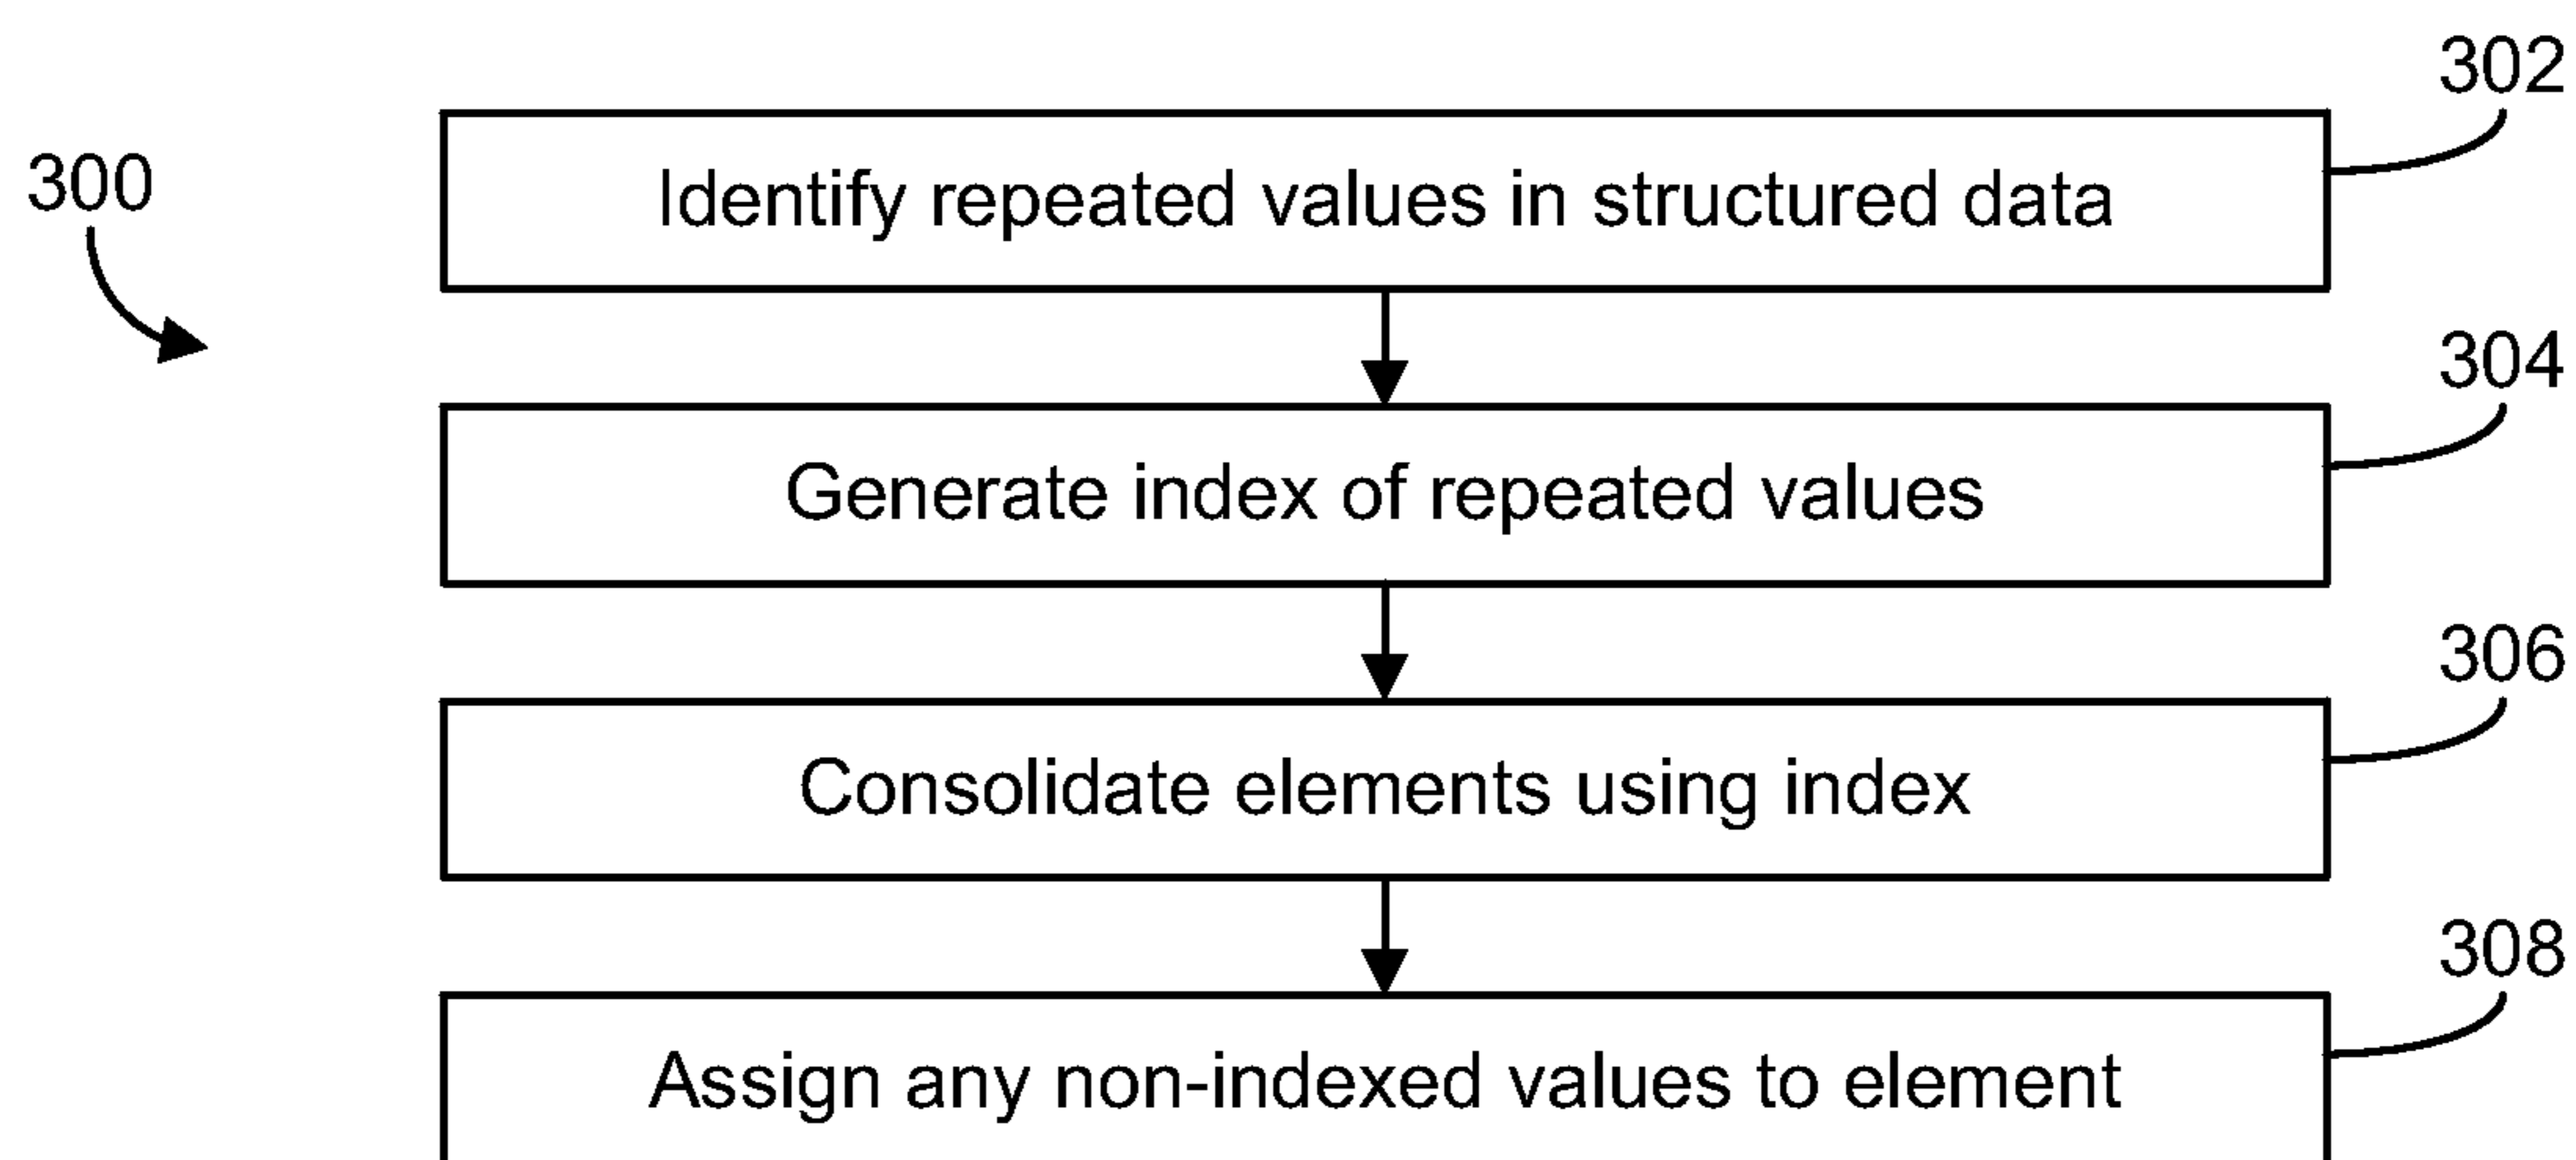 302
300
Identify repeated values in structured data
304
Generate index of repeated values
306
Consolidate elements using index
308
Assign any non-indexed values to element